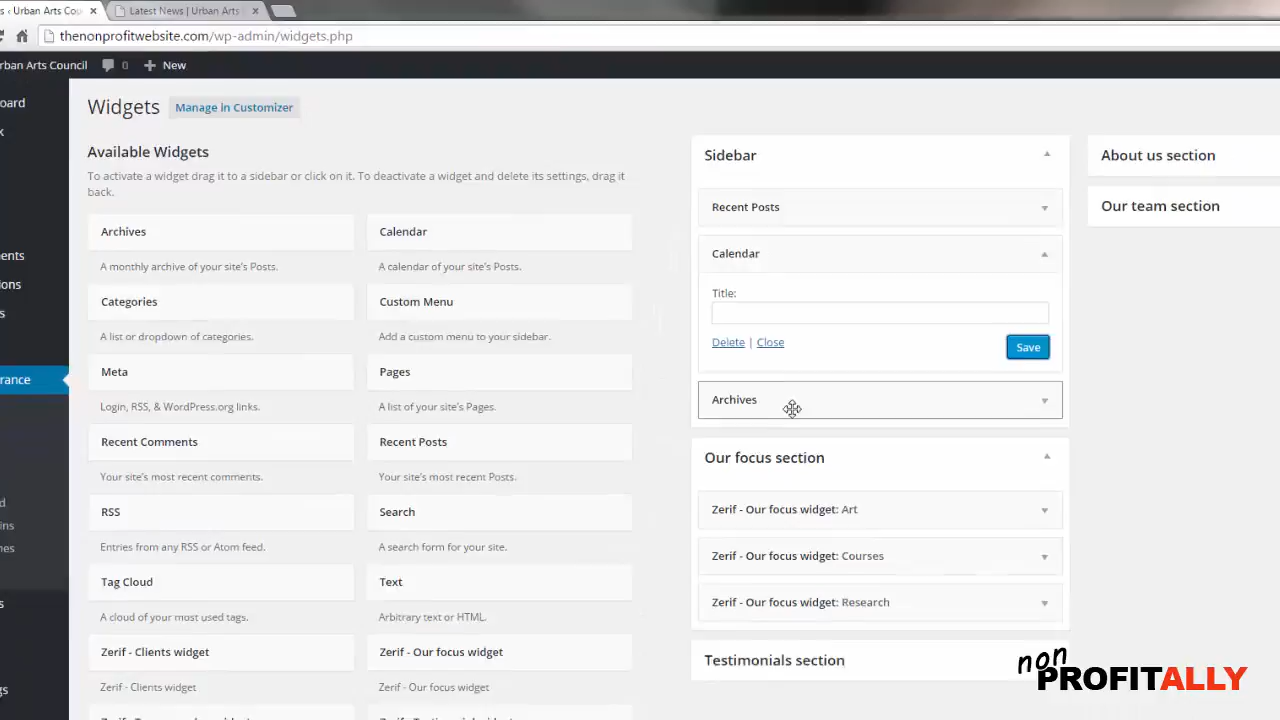 s ‹ Urban Arts Cou
Latest News | Urban Arts
thenonprofitwebsite.com/wp-admin/widgets.php
rban Arts Council
0
New
oard
x
ents
ons
s
rance
d
ins
es
s
gs
Widgets
Manage in Customizer
Available Widgets
To activate a widget drag it to a sidebar or click on it. To deactivate a widget and delete its settings, drag it
back.
Archives
Calendar
A monthly archive of your site's Posts.
A calendar of your site's Posts.
Categories
Custom Menu
A list or dropdown of categories.
Add a custom menu to your sidebar.
Meta
Pages
Login, RSS, & WordPress.org links.
A list of your site's Pages.
Recent Comments
Recent Posts
Your site's most recent comments.
Your site's most recent Posts.
RSS
Search
Entries from any RSS or Atom feed.
A search form for your site.
Tag Cloud
Text
A cloud of your most used tags.
Arbitrary text or HTML.
Zerif - Clients widget
Zerif - Our focus widget
Zerif - Clients widget
Zerif - Our focus widget
Sidebar
Recent Posts
Calendar
Title:
Delete | Close
Save
Archives
Our focus section
Zerif - Our focus widget: Art
Zerif - Our focus widget: Courses
Zerif - Our focus widget: Research
Testimonials section
About us section
Our team section
non
PROFITALLY